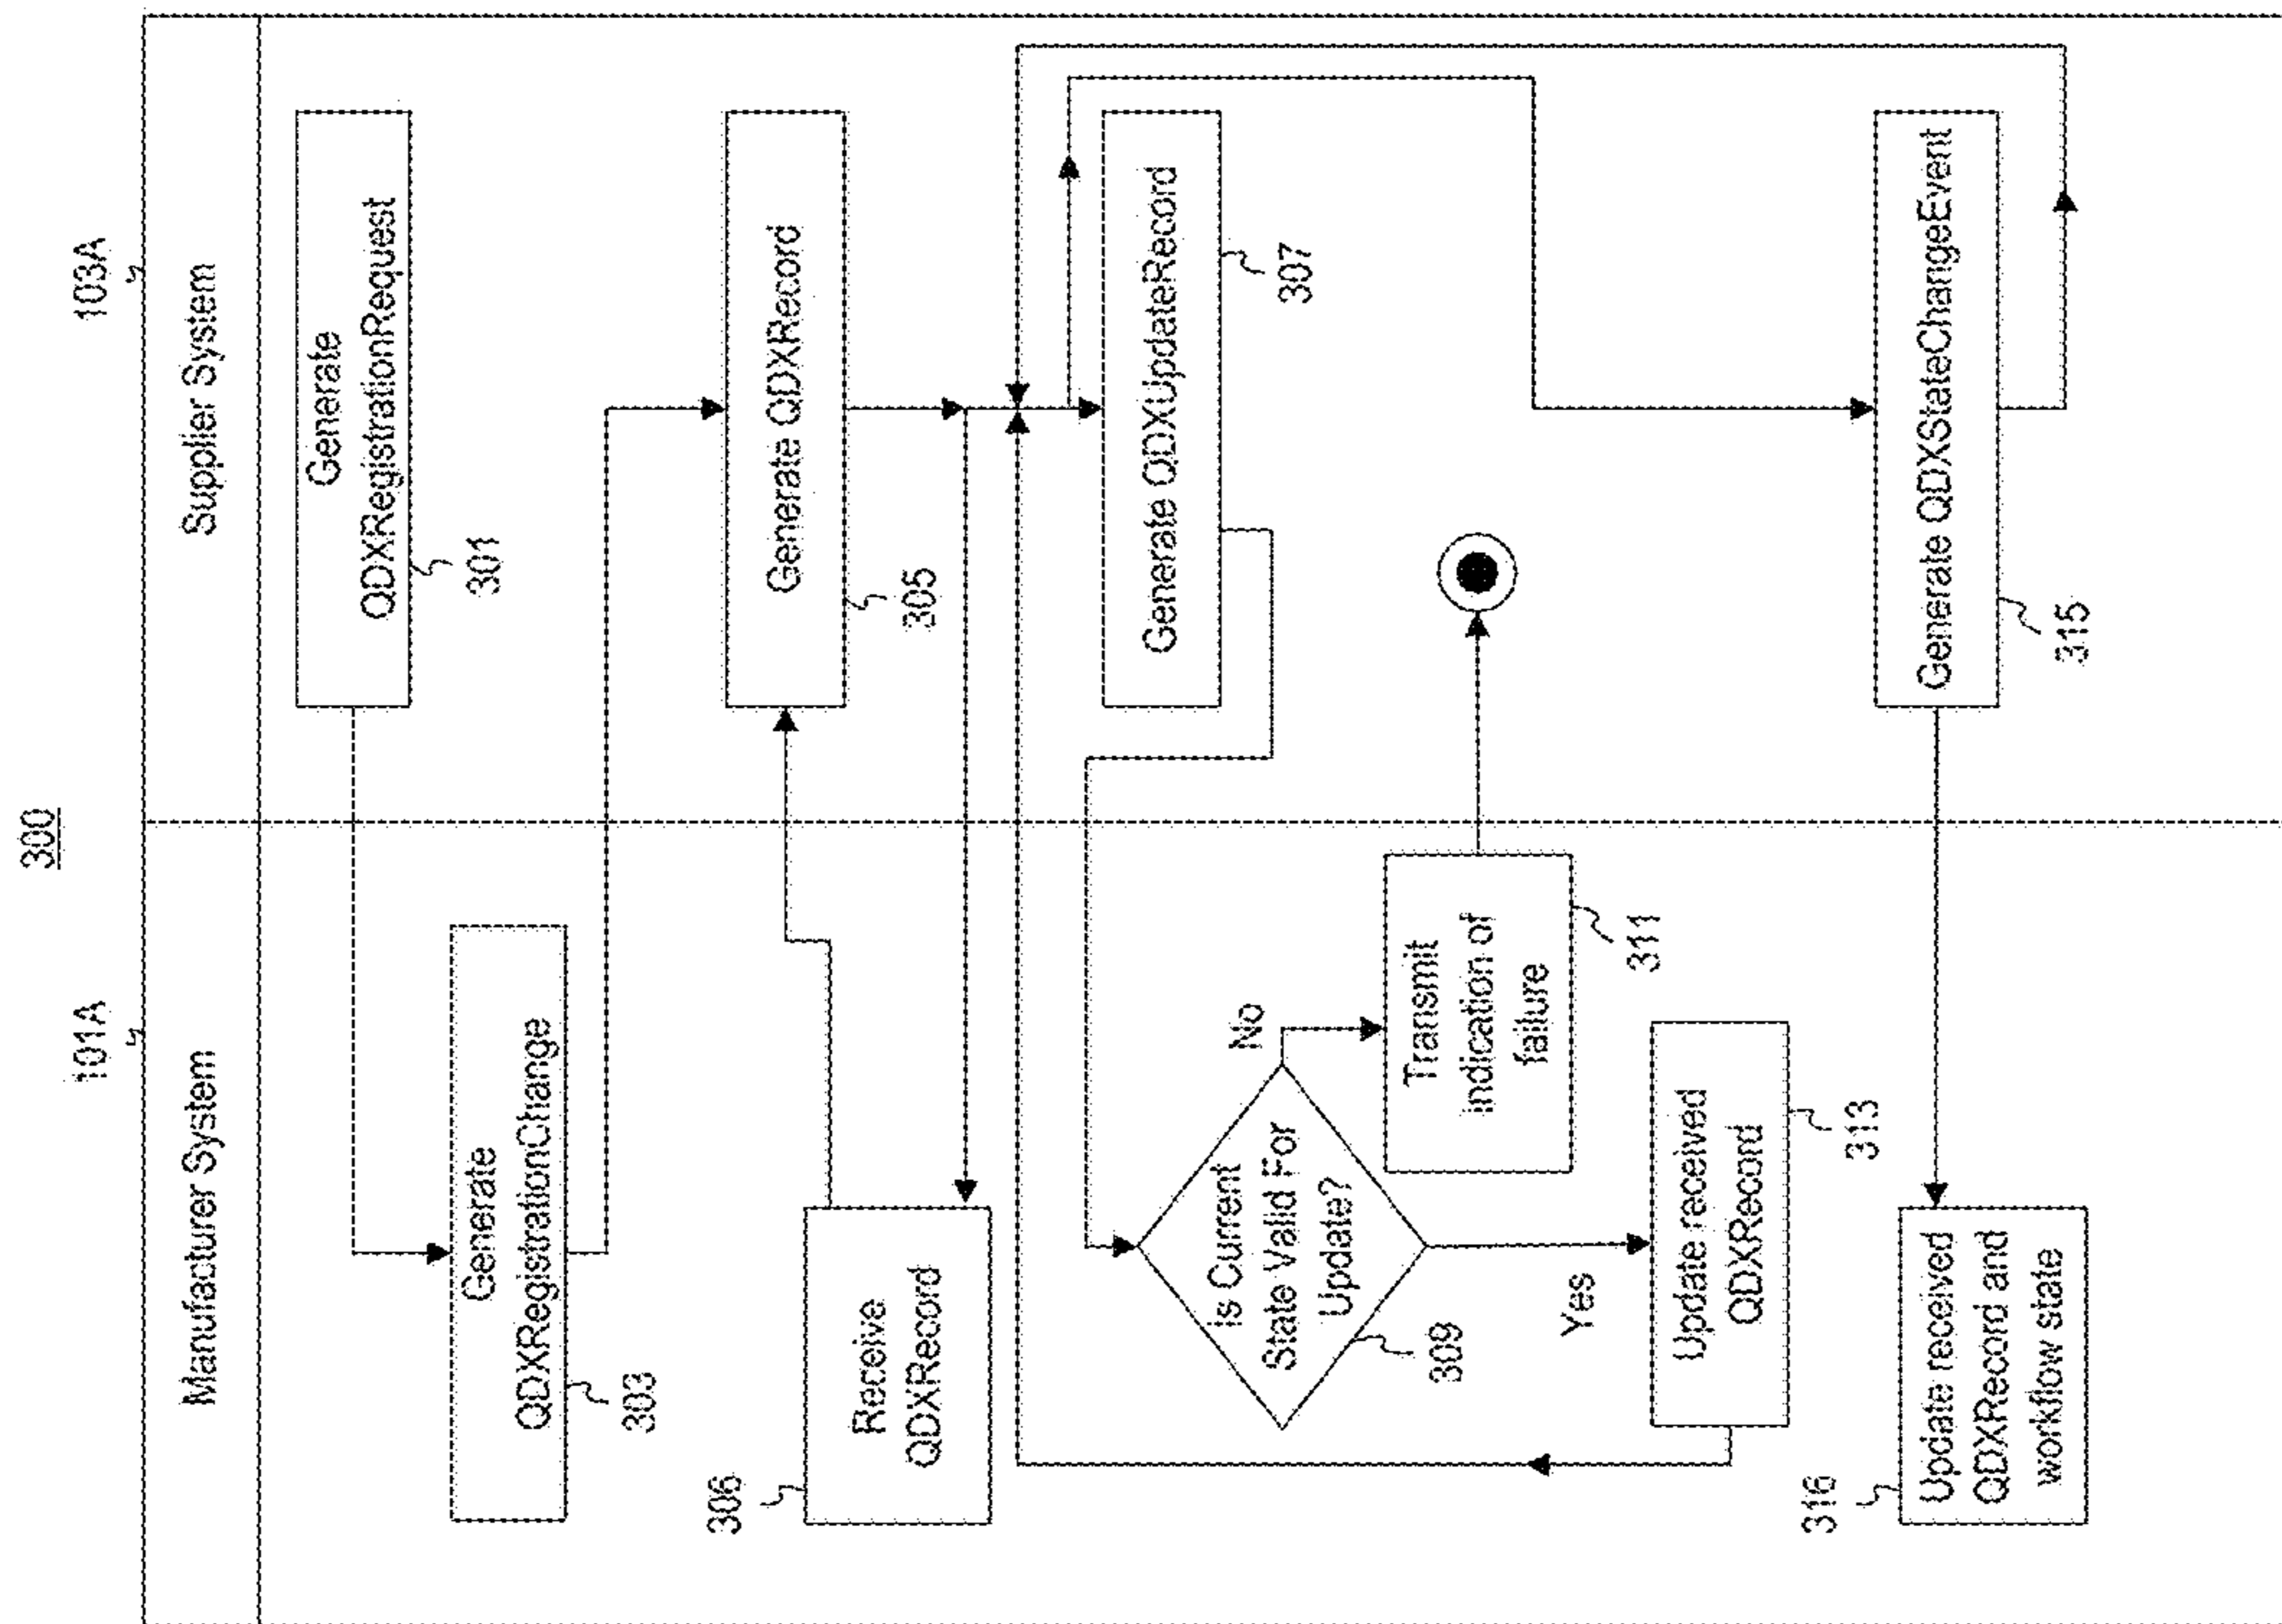 300
101A
103A
Manufacturer System
Supplier System
Generate
QDXRegistrationRequest
301
Generate
QDXRegistrationChange
303
Generate QDXRecord
305
306
Receive
QDXRecord
Generate QDXUpdateRecord
307
Is Current
State Valid For
Update?
309
No
Yes
Transmit
indication of
failure
311
Update received
QDXRecord
313
Generate QDXStateChangeEvent
315
316
Update received
QDXRecord and
workflow state